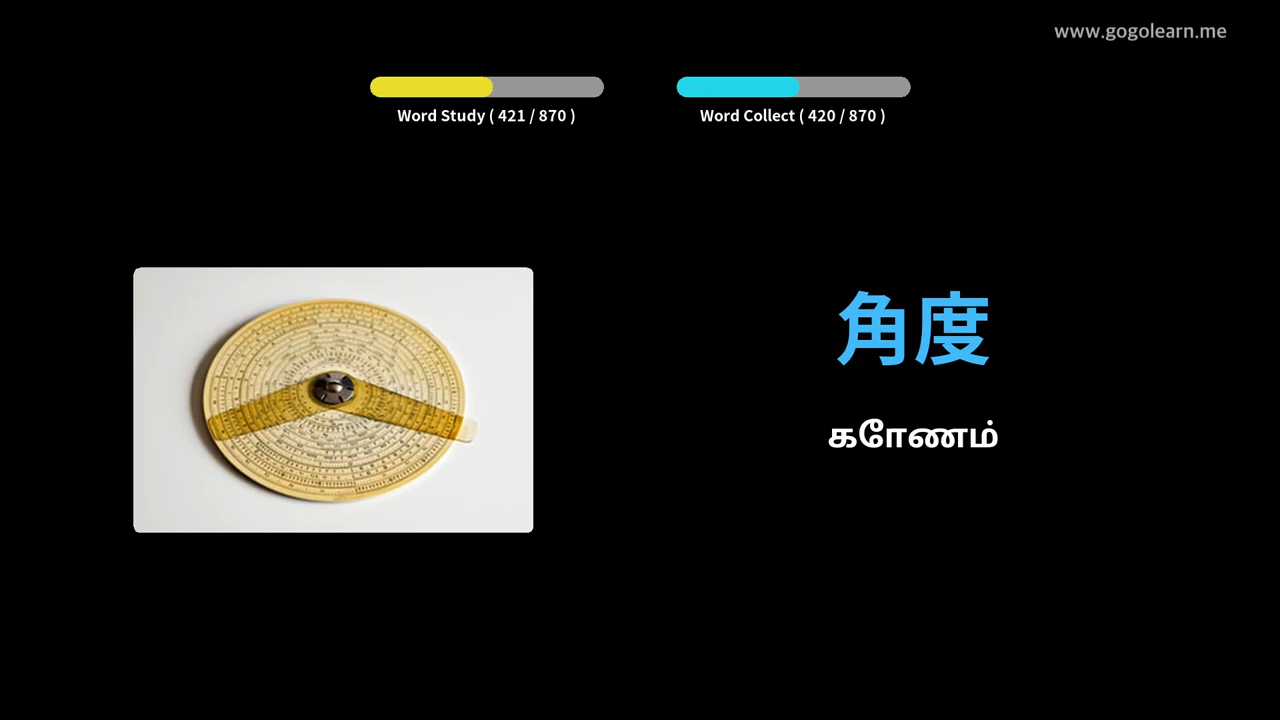 www.gogolearn.me
Word Study ( 421 / 870 )
Word Collect ( 420 / 870 )
角度
கோணம்